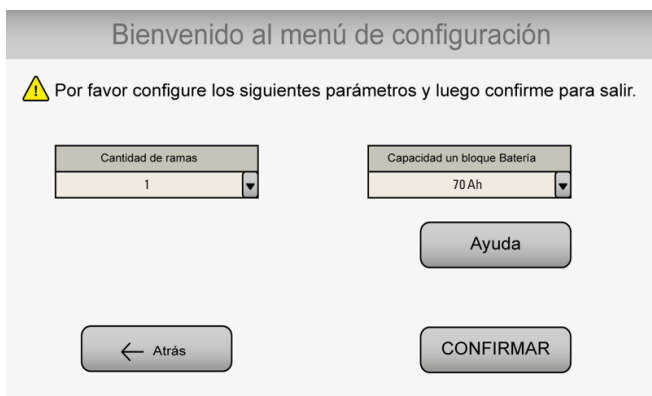 Bienvenido al menú de configuración
Por favor configure los siguientes parámetros y luego confirme para salir.
Cantidad de ramas
1
Capacidad un bloque Batería
70 Ah
Ayuda
Atrás
CONFIRMAR